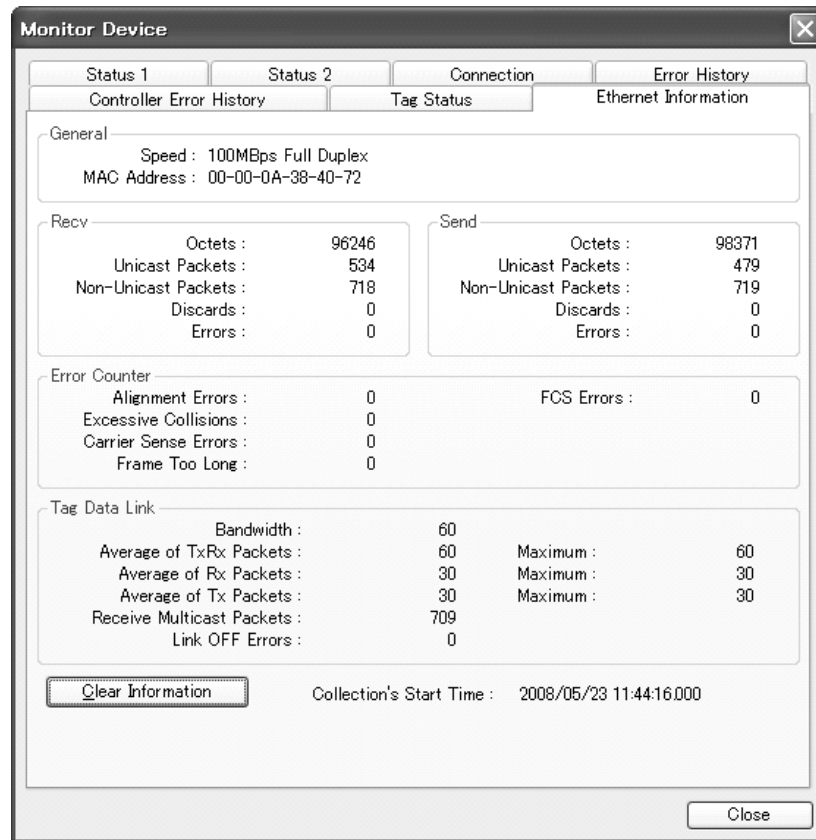 Monitor Device
Status 1 Status 2 Connection Error History
Controller Error History Tag Status Ethernet Information
General
Speed : 100MBps Full Duplex
MAC Address : 00-00-0A-38-40-72
Recv
Octets : 96246
Unicast Packets : 534
Non-Unicast Packets : 718
Discards : 0
Errors : 0
Send
Octets : 98371
Unicast Packets : 479
Non-Unicast Packets : 719
Discards : 0
Errors : 0
Error Counter
Alignment Errors : 0 FCS Errors : 0
Excessive Collisions : 0
Carrier Sense Errors : 0
Frame Too Long : 0
Tag Data Link
Bandwidth : 60
Average of TxRx Packets : 60 Maximum : 60
Average of Rx Packets : 30 Maximum : 30
Average of Tx Packets : 30 Maximum : 30
Receive Multicast Packets : 709
Link OFF Errors : 0
Clear Information Collection's Start Time : 2008/05/23 11:44:16.000
Close